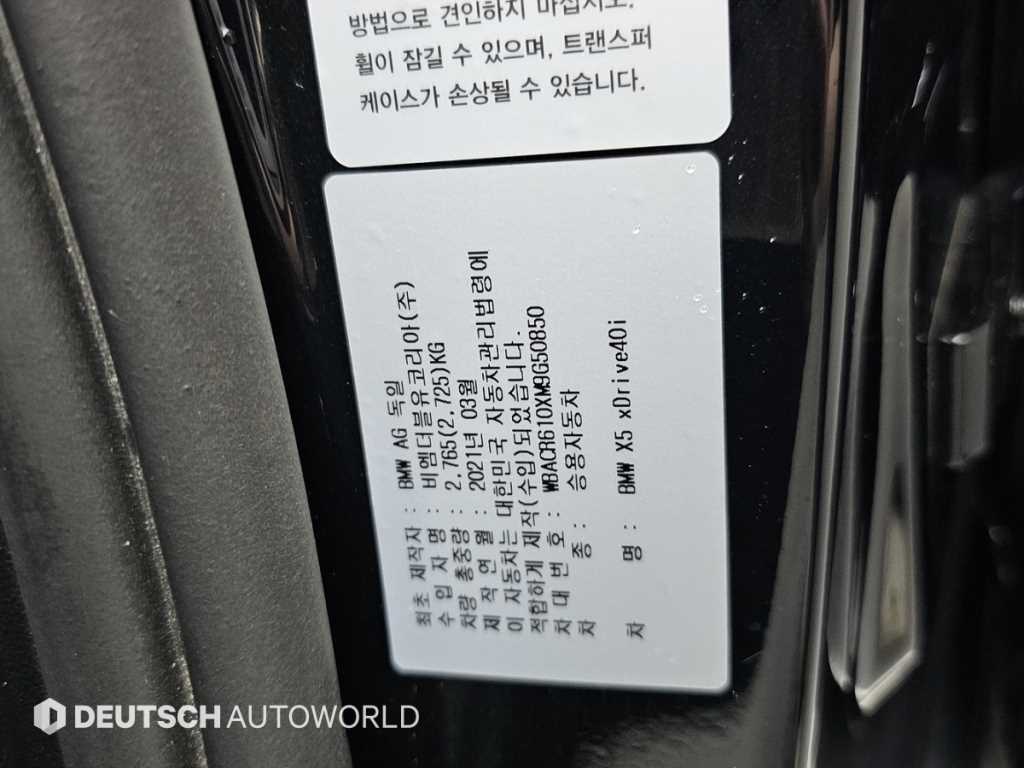 방법으로 견인하지 마십시오.
휠이 잠길 수 있으며, 트랜스퍼
케이스가 손상될 수 있습니다.
최초 제작자 : BMW AG 독일
수 입 자 명 : 비엠더블유코리아(주)
차량 총중량 : 2,765(2,725)KG
제 작 연 월 : 2021년 03월
이 자동차는 대한민국 자동차관리법령에
적합하게 제작(수입)되었습니다.
차 대 번 호 : WBACR610XM9G50850
차 종 : 승용자동차
차 명 : BMW X5 xDrive40i
DEUTSCH AUTOWORLD